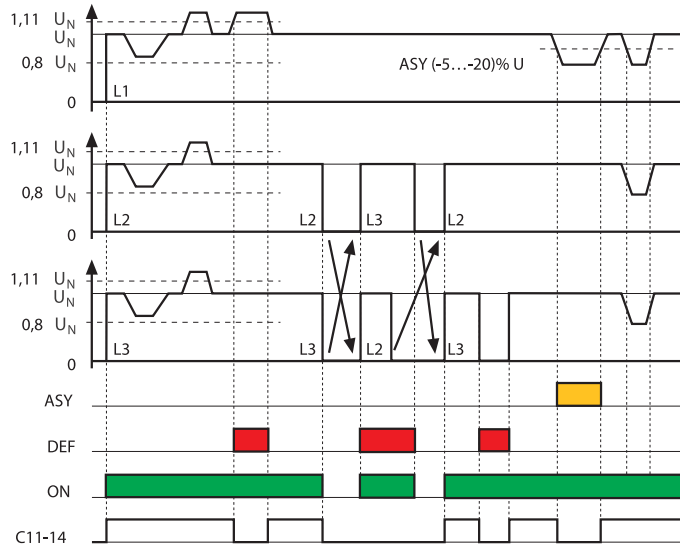 1,11 U_N
U_N
0,8 U_N
ASY (-5...-20)% U
0
L1
1,11 U_N
U_N
0,8 U_N
0
L2
L2
L3
L2
1,11 U_N
U_N
0,8 U_N
0
L3
L3
L2
L3
ASY
DEF
ON
C11-14